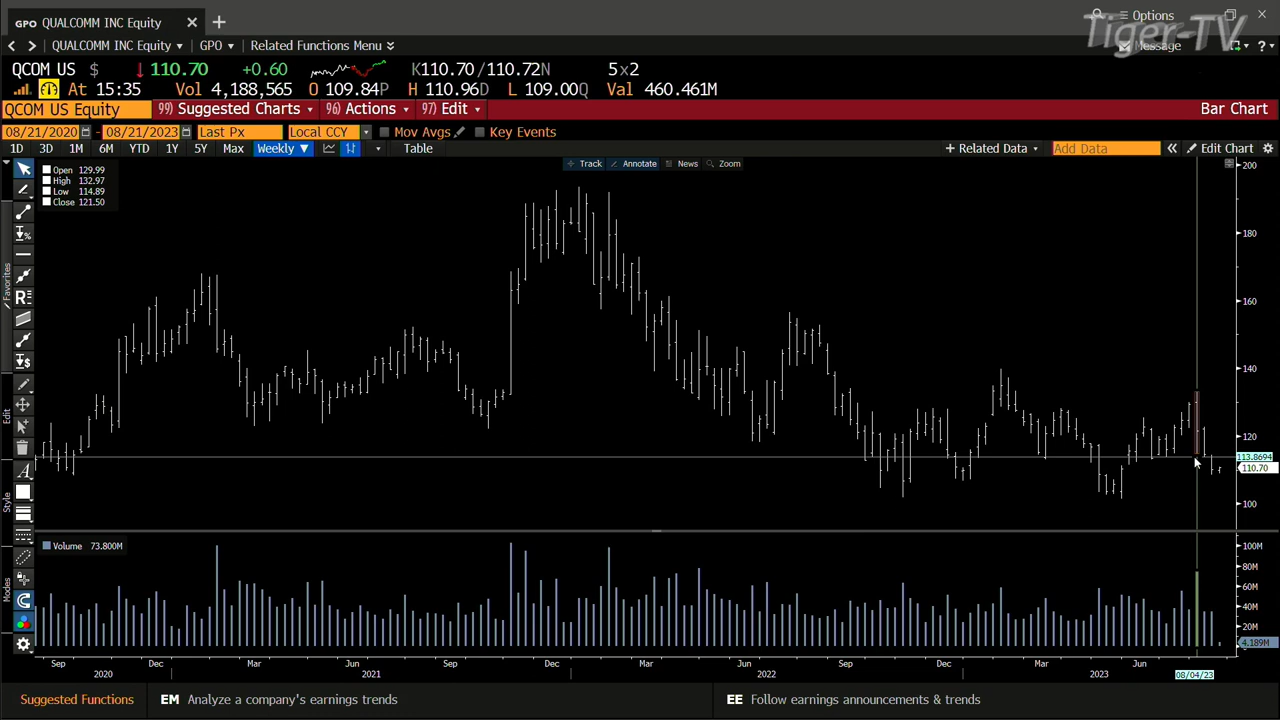 GPO QUALCOMM INC Equity
Options
Tiger-TV
QUALCOMM INC Equity GPO Related Functions Menu
Message
QCOM US $ 110.70 +0.60 K110.70/110.72N 5x2
At 15:35 Vol 4,188,565 O 109.84P H 110.96D L 109.00Q Val 460.461M
QCOM US Equity 99) Suggested Charts 96) Actions 97) Edit Bar Chart
08/21/2020 - 08/21/2023 Last Px Local CCY Mov Avgs Key Events
1D 3D 1M 6M YTD 1Y 5Y Max Weekly ▼ Table + Related Data Add Data « Edit Chart
Track Annotate News Zoom
Open 129.99
High 132.97
Low 114.89
Close 121.50
Favorites
Edit
Style
Modes
200
180
160
140
120
113.8694
110.70
100
Volume 73.800M
100M
80M
60M
40M
20M
4.189M
Sep Dec Mar Jun Sep Dec Mar Jun Sep Dec Mar Jun 08/04/23
2020 2021 2022 2023
Suggested Functions EM Analyze a company's earnings trends EE Follow earnings announcements & trends